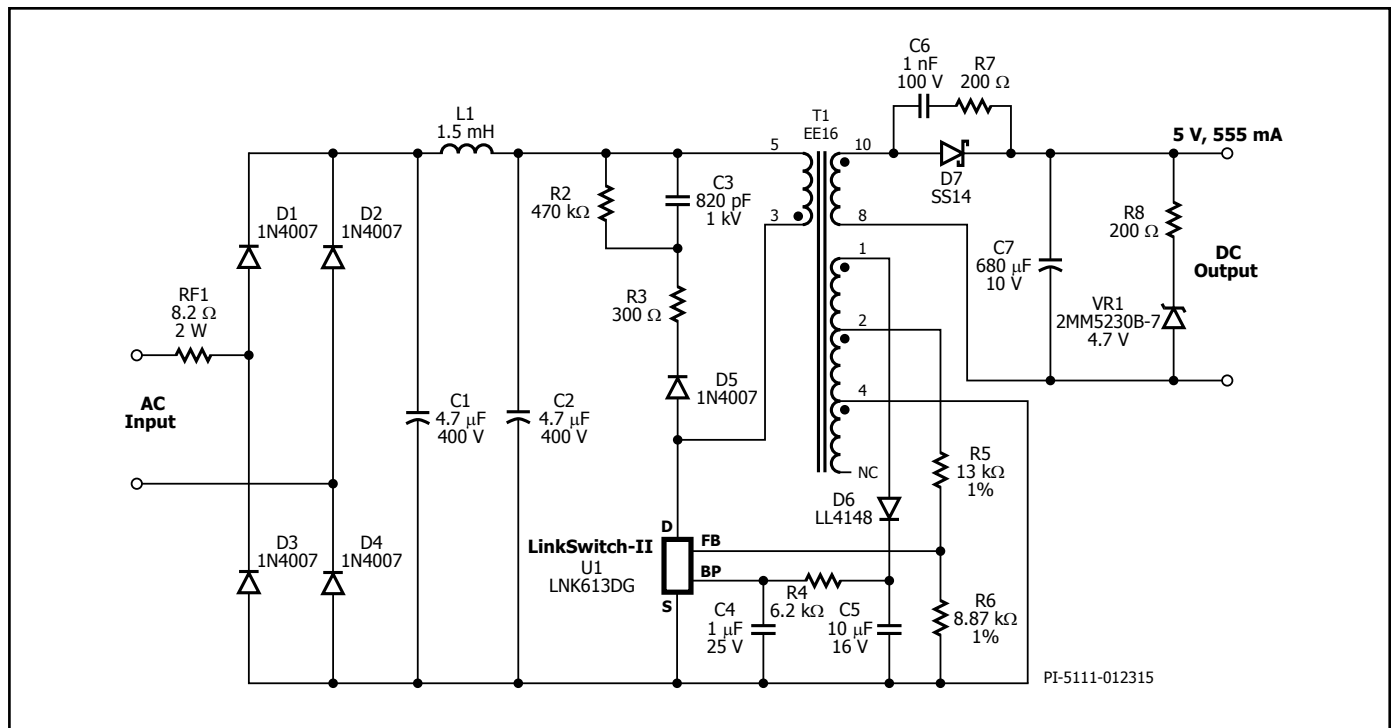 C6
1 nF
100 V
R7
200 Ω
L1
1.5 mH
T1
EE16
5
3
10
8
D7
SS14
5 V, 555 mA
D1
1N4007
D2
1N4007
R2
470 kΩ
C3
820 pF
1 kV
R3
300 Ω
D5
1N4007
1
2
4
NC
C7
680 μF
10 V
R8
200 Ω
DC
Output
VR1
2MM5230B-7
4.7 V
RF1
8.2 Ω
2 W
AC
Input
C1
4.7 μF
400 V
C2
4.7 μF
400 V
R5
13 kΩ
1%
D6
LL4148
D3
1N4007
D4
1N4007
LinkSwitch-II
U1
LNK613DG
D
FB
BP
S
R4
6.2 kΩ
C4
1 μF
25 V
C5
10 μF
16 V
R6
8.87 kΩ
1%
PI-5111-012315